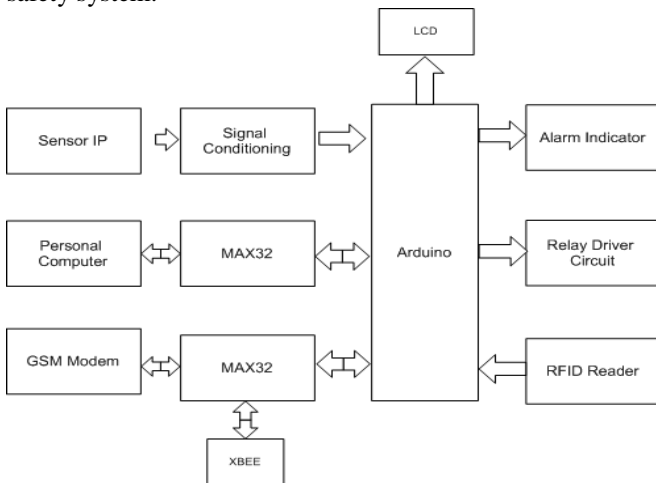 safety system.
LCD
Sensor IP
Signal
Conditioning
Alarm Indicator
Personal
Computer
MAX32
Arduino
Relay Driver
Circuit
GSM Modem
MAX32
RFID Reader
XBEE